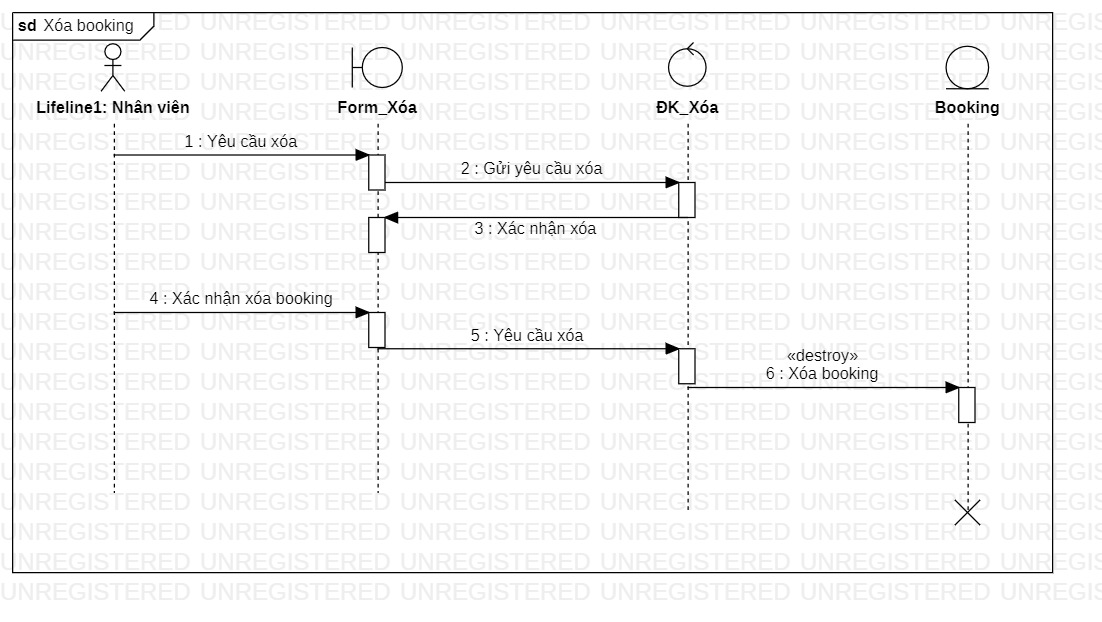 sd Xóa booking
Lifeline1: Nhân viên
Form_Xóa
ĐK_Xóa
Booking
1 : Yêu cầu xóa
2 : Gửi yêu cầu xóa
3 : Xác nhận xóa
4 : Xác nhận xóa booking
5 : Yêu cầu xóa
«destroy»
6 : Xóa booking
UNREGISTERED